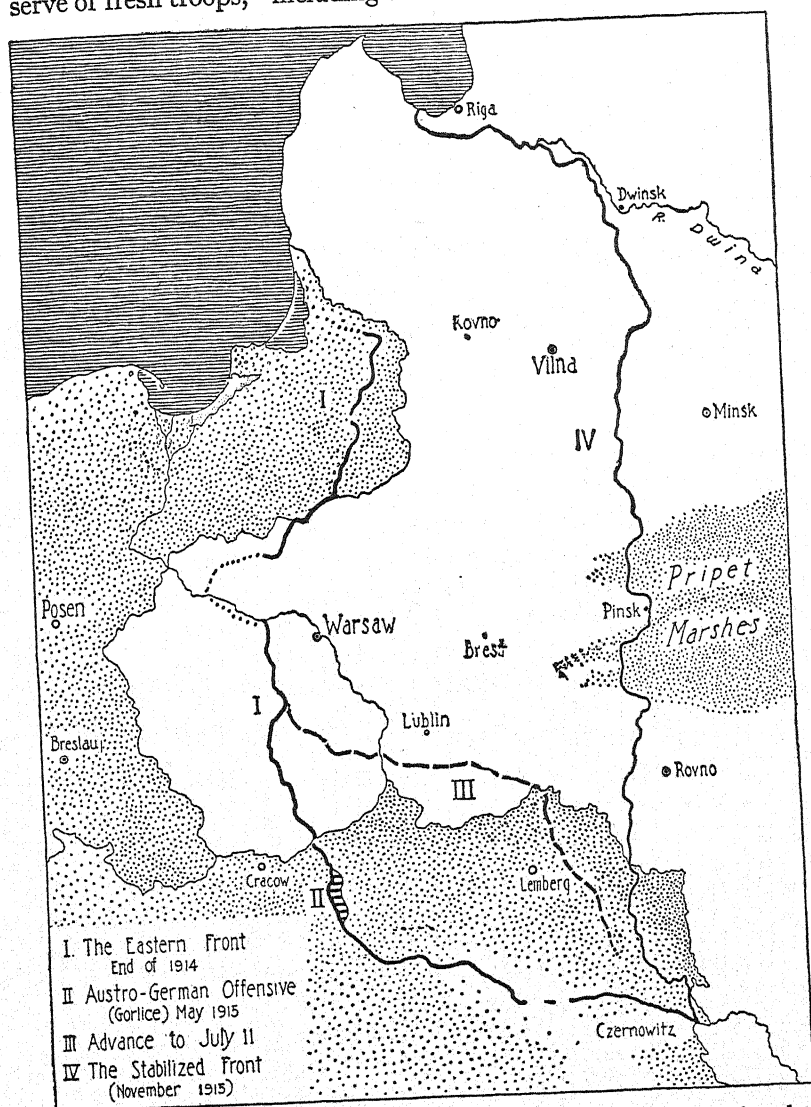 serve of fresh troops, including
Riga
Dwinsk
R. Dwina
Kovno
Vilna
I
Minsk
IV
Pripet
Posen
Pinsk
Warsaw
Marshes
Brest
I
Lublin
Breslau
III
Rovno
Cracow
Lemberg
II
I. The Eastern Front
End of 1914
II Austro-German Offensive
(Gorlice) May 1915
III Advance to July 11
Czernowitz
IV The Stabilized Front
(November 1915)